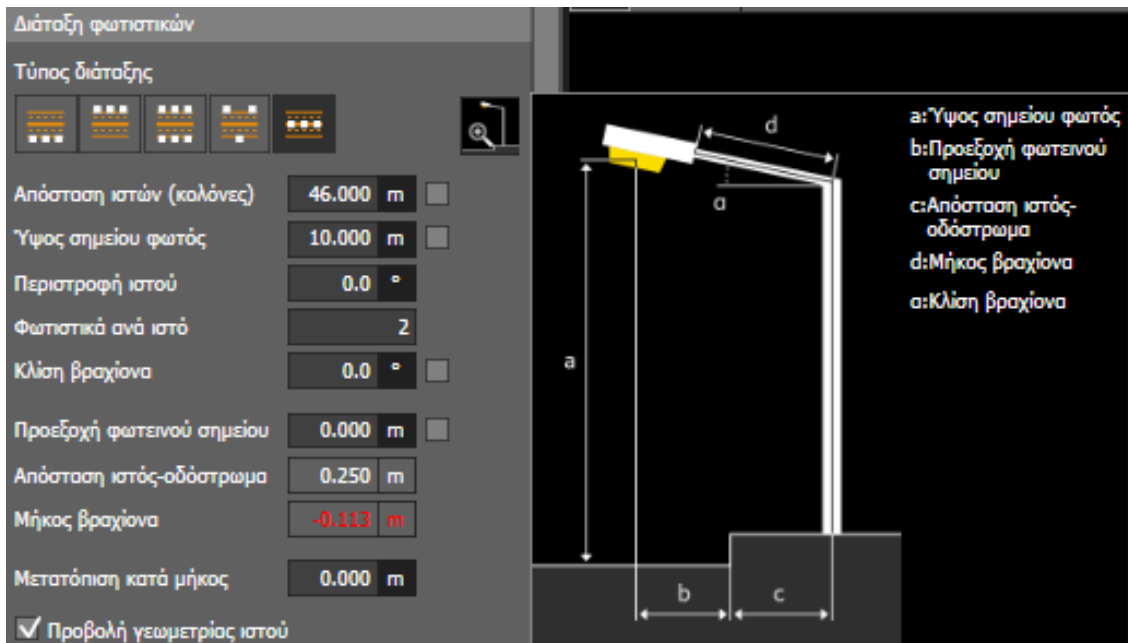 Διάταξη φωτιστικών
Τύπος διάταξης
Απόσταση ιστών (κολόνες) 46.000 m
Ύψος σημείου φωτός 10.000 m
Περιστροφή ιστού 0.0 °
Φωτιστικά ανά ιστό 2
Κλίση βραχίονα 0.0 °
Προεξοχή φωτεινού σημείου 0.000 m
Απόσταση ιστός-οδόστρωμα 0.250 m
Μήκος βραχίονα -0.113 m
Μετατόπιση κατά μήκος 0.000 m
Προβολή γεωμετρίας ιστού
d
α
a
b
c
a:Ύψος σημείου φωτός
b:Προεξοχή φωτεινού
σημείου
c:Απόσταση ιστός-
οδόστρωμα
d:Μήκος βραχίονα
α:Κλίση βραχίονα